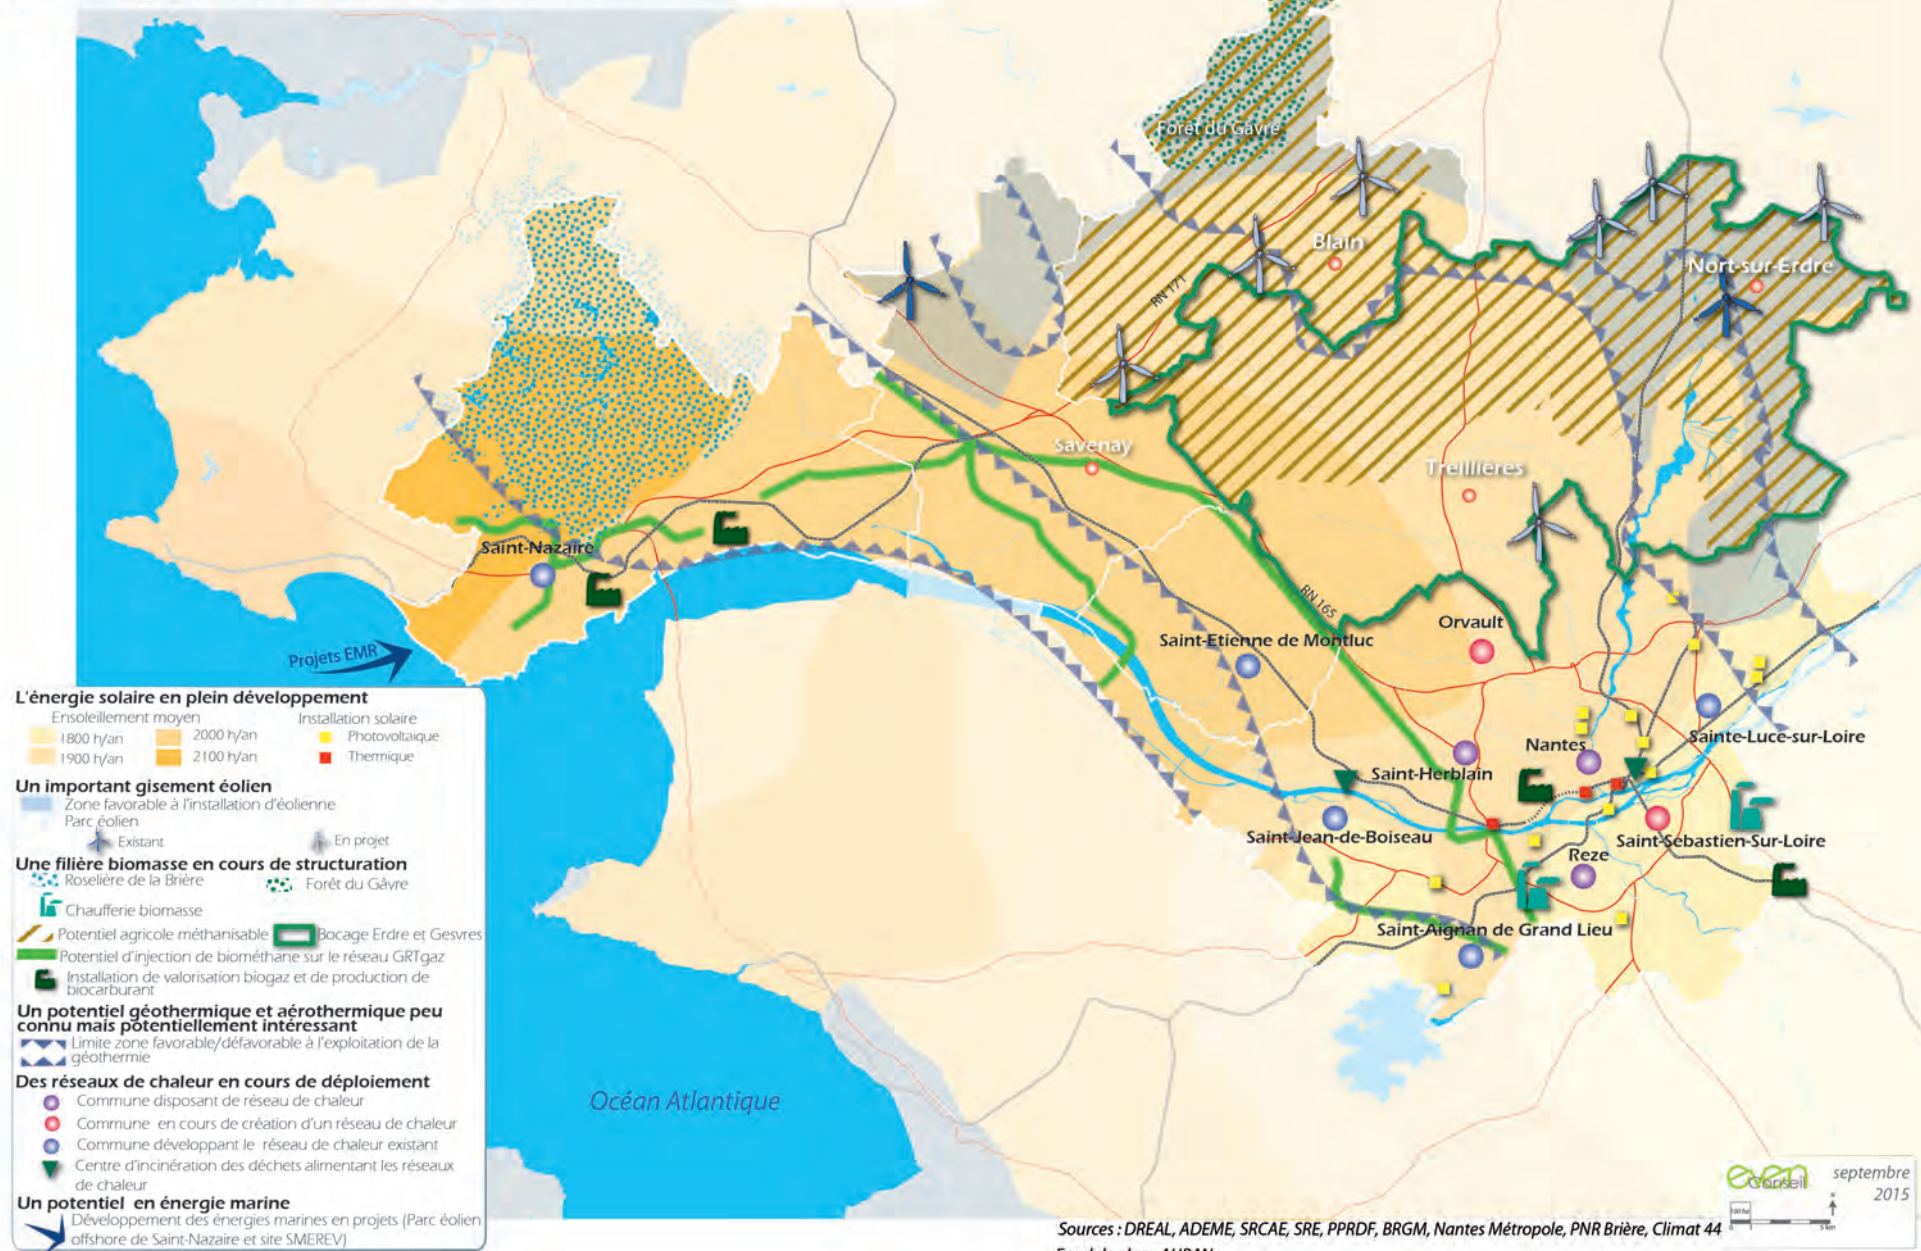 Forêt du Gâvre
Blain
Nort-sur-Erdre
RN 171
Savenay
Treillières
Saint-Nazaire
RN 165
Orvault
Saint-Etienne de Montluc
Projets EMR
Sainte-Luce-sur-Loire
Nantes
Saint-Herblain
Saint-Jean-de-Boiseau
Saint-Sébastien-Sur-Loire
Reze
Saint-Aignan de Grand Lieu
Océan Atlantique
L'énergie solaire en plein développement
Ensoleillement moyen
Installation solaire
1800 h/an
2000 h/an
Photovoltaique
1900 h/an
2100 h/an
Thermique
Un important gisement éolien
Zone favorable à l'installation d'éolienne
Parc éolien
Existant
En projet
Une filière biomasse en cours de structuration
Roselière de la Brière
Forêt du Gâvre
Chaufferie biomasse
Potentiel agricole méthanisable
Bocage Erdre et Gesvres
Potentiel d'injection de biométhane sur le réseau GRTgaz
Installation de valorisation biogaz et de production de
biocarburant
Un potentiel géothermique et aérothermique peu
connu mais potentiellement intéressant
Limite zone favorable/défavorable à l'exploitation de la
géothermie
Des réseaux de chaleur en cours de déploiement
Commune disposant de réseau de chaleur
Commune en cours de création d'un réseau de chaleur
Commune développant le réseau de chaleur existant
Centre d'incinération des déchets alimentant les réseaux
de chaleur
Un potentiel en énergie marine
Développement des énergies marines en projets (Parc éolien
offshore de Saint-Nazaire et site SMEREV)
even
Conseil
septembre
2015
100 ha
0 1 5 km
Sources : DREAL, ADEME, SRCAE, SRE, PPRDF, BRGM, Nantes Métropole, PNR Brière, Climat 44